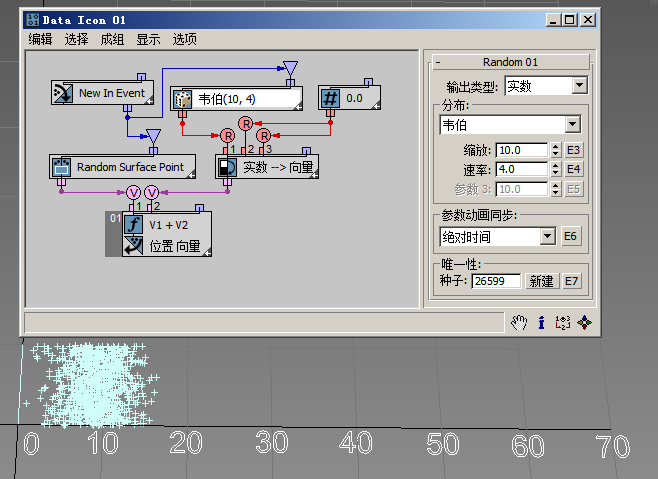 Data Icon 01
编辑 选择 成组 显示 选项
New In Event
韦伯(10, 4)
0.0
R
R R
1 2 3
Random Surface Point
实数 --> 向量
V V
1 2
01
V1 + V2
位置 向量
- Random 01
输出类型: 实数
分布:
韦伯
缩放: 10.0 E3
速率: 4.0 E4
参数 3: 10.0 E5
参数动画同步:
绝对时间 E6
唯一性:
种子: 26599 新建 E7
0 10 20 30 40 50 60 70